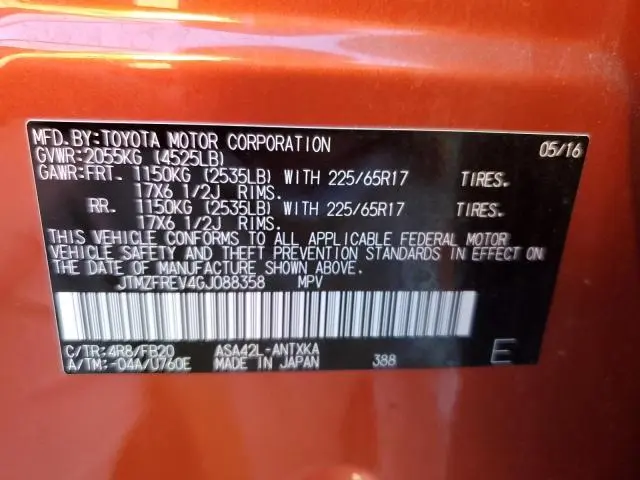 MFD.BY:TOYOTA MOTOR CORPORATION 05/16
GVWR:2055KG (4525LB)
GAWR:FRT. 1150KG (2535LB) WITH 225/65R17 TIRES.
17X6 1/2J RIMS.
RR. 1150KG (2535LB) WITH 225/65R17 TIRES.
17X6 1/2J RIMS.
THIS VEHICLE CONFORMS TO ALL APPLICABLE FEDERAL MOTOR
VEHICLE SAFETY AND THEFT PREVENTION STANDARDS IN EFFECT ON
THE DATE OF MANUFACTURE SHOWN ABOVE.
JTMZFREV4GJ088358 MPV
C/TR:4R8/FB20 ASA42L-ANTXKA
A/TM:-04A/U760E MADE IN JAPAN 388 E